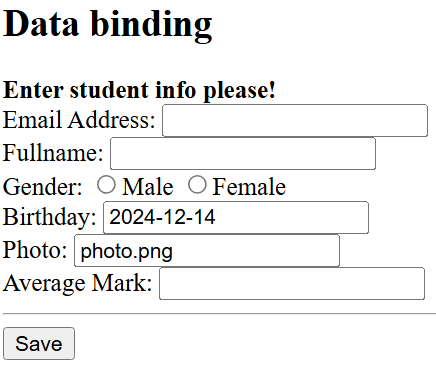 Data binding
Enter student info please!
Email Address:
Fullname:
Gender: Male Female
Birthday: 2024-12-14
Photo: photo.png
Average Mark:
Save